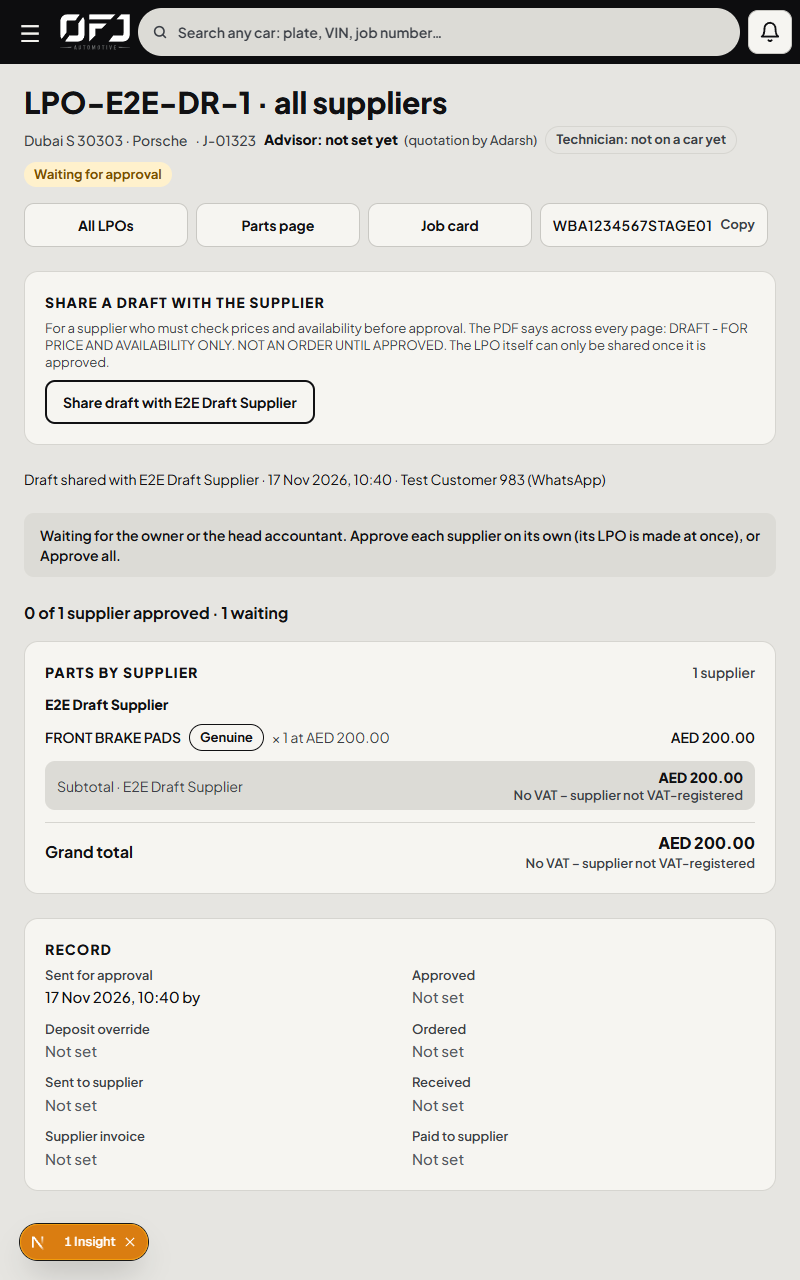 OFJ
AUTOMOTIVE
Search any car: plate, VIN, job number…
LPO-E2E-DR-1 · all suppliers
Dubai S 30303 · Porsche · J-01323 Advisor: not set yet (quotation by Adarsh) Technician: not on a car yet
Waiting for approval
All LPOs Parts page Job card WBA1234567STAGE01 Copy
SHARE A DRAFT WITH THE SUPPLIER
For a supplier who must check prices and availability before approval. The PDF says across every page: DRAFT - FOR
PRICE AND AVAILABILITY ONLY. NOT AN ORDER UNTIL APPROVED. The LPO itself can only be shared once it is
approved.
Share draft with E2E Draft Supplier
Draft shared with E2E Draft Supplier · 17 Nov 2026, 10:40 · Test Customer 983 (WhatsApp)
Waiting for the owner or the head accountant. Approve each supplier on its own (its LPO is made at once), or
Approve all.
0 of 1 supplier approved · 1 waiting
PARTS BY SUPPLIER 1 supplier
E2E Draft Supplier
FRONT BRAKE PADS Genuine × 1 at AED 200.00 AED 200.00
Subtotal · E2E Draft Supplier AED 200.00
No VAT – supplier not VAT-registered
Grand total AED 200.00
No VAT – supplier not VAT-registered
RECORD
Sent for approval Approved
17 Nov 2026, 10:40 by Not set
Deposit override Ordered
Not set Not set
Sent to supplier Received
Not set Not set
Supplier invoice Paid to supplier
Not set Not set
N 1 Insight ×